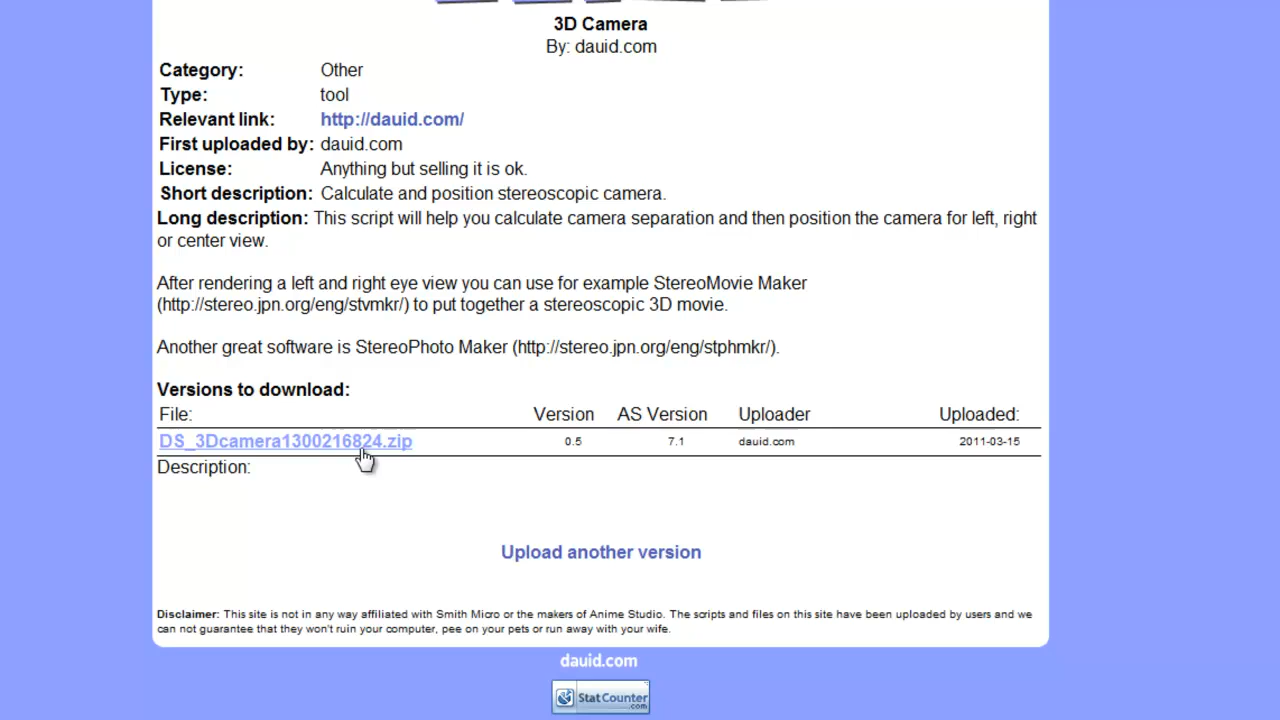 3D Camera
By: dauid.com
Category: Other
Type: tool
Relevant link: http://dauid.com/
First uploaded by: dauid.com
License: Anything but selling it is ok.
Short description: Calculate and position stereoscopic camera.
Long description: This script will help you calculate camera separation and then position the camera for left, right
or center view.
After rendering a left and right eye view you can use for example StereoMovie Maker
(http://stereo.jpn.org/eng/stvmkr/) to put together a stereoscopic 3D movie.
Another great software is StereoPhoto Maker (http://stereo.jpn.org/eng/stphmkr/).
Versions to download:
File: Version AS Version Uploader Uploaded:
DS_3Dcamera1300216824.zip 0.5 7.1 dauid.com 2011-03-15
Description:
Upload another version
Disclaimer: This site is not in any way affiliated with Smith Micro or the makers of Anime Studio. The scripts and files on this site have been uploaded by users and we
can not guarantee that they won't ruin your computer, pee on your pets or run away with your wife.
dauid.com
StatCounter
.com